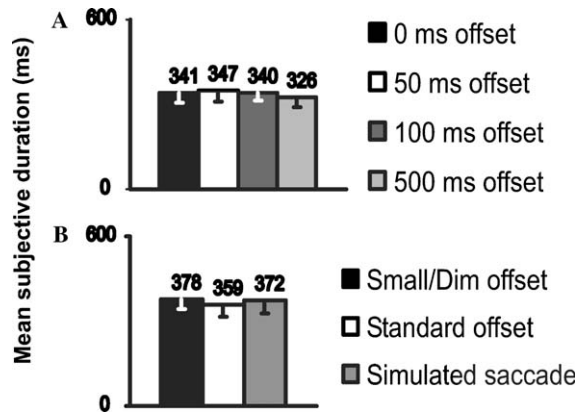 A
600
0
341
347
340
326
0 ms offset
50 ms offset
100 ms offset
500 ms offset
Mean subjective duration (ms)
B
600
0
378
359
372
Small/Dim offset
Standard offset
Simulated saccade